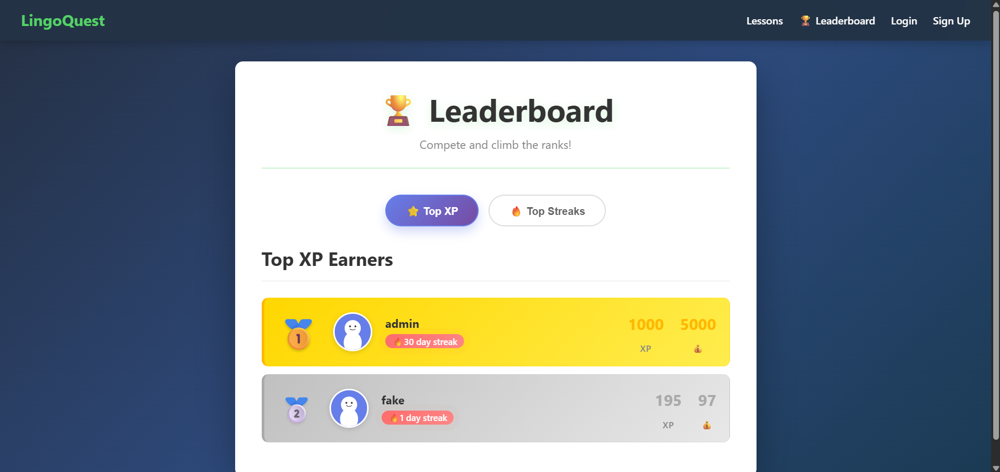 LingoQuest
Lessons
Leaderboard
Login
Sign Up
Leaderboard
Compete and climb the ranks!
Top XP
Top Streaks
Top XP Earners
1
admin
30 day streak
1000
XP
5000
2
fake
1 day streak
195
XP
97